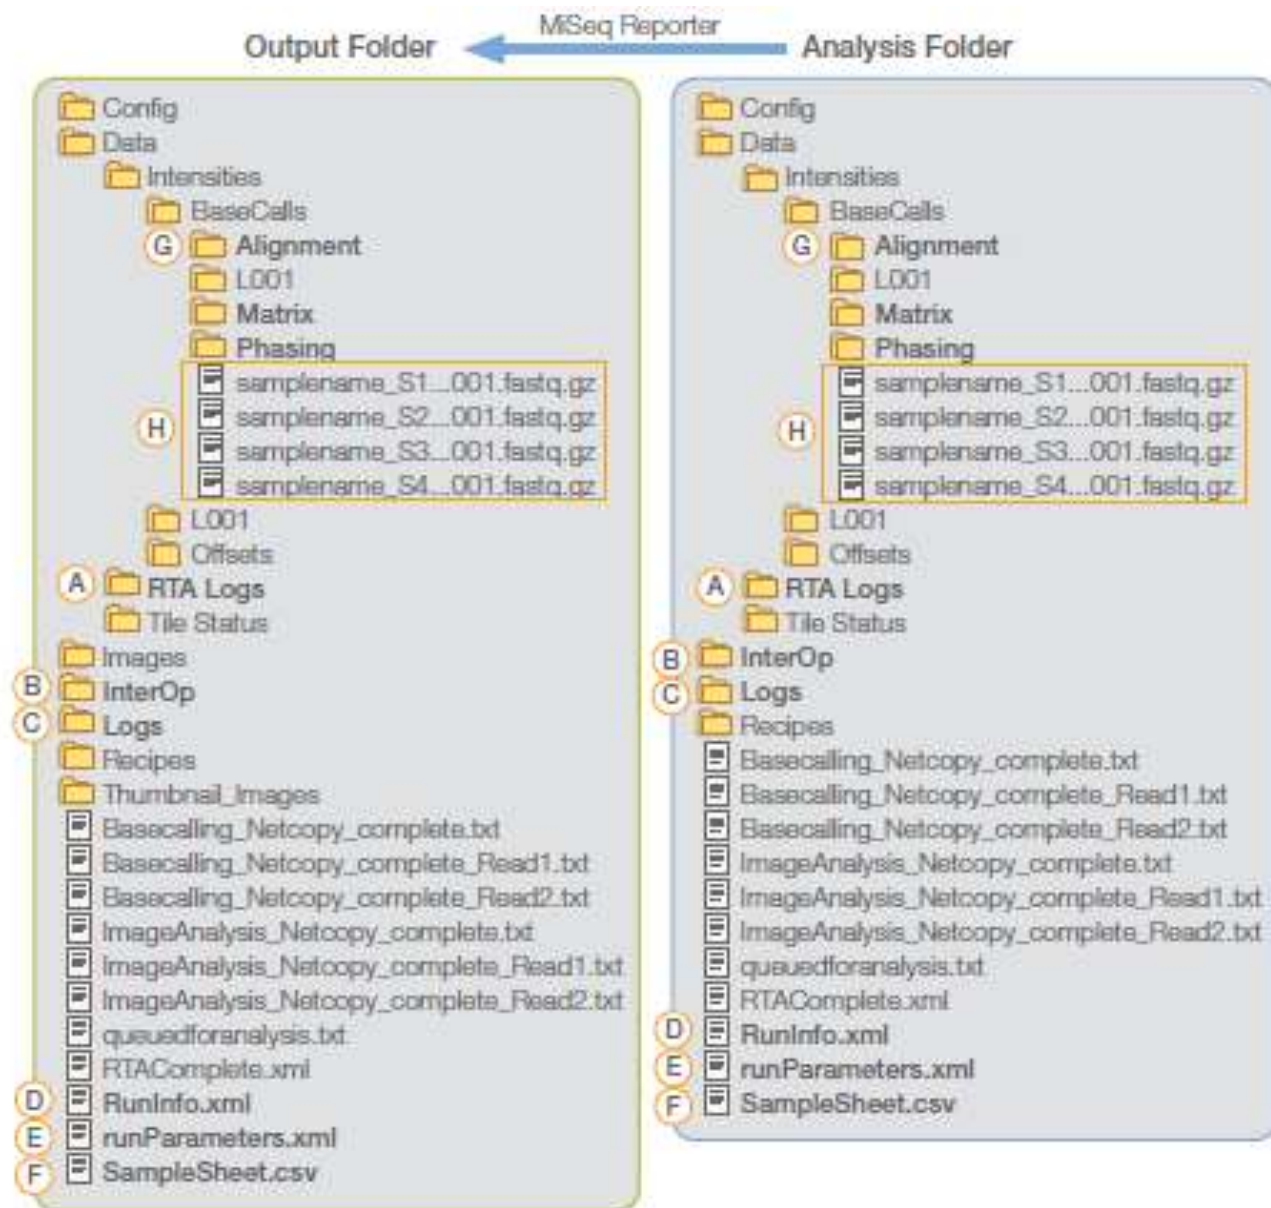 MiSeq Reporter
Output Folder
Analysis Folder
Config
Data
Intensities
BaseCalls
G Alignment
L001
Matrix
Phasing
samplename_S1...001.fastq.gz
samplename_S2...001.fastq.gz
H
samplename_S3...001.fastq.gz
samplename_S4...001.fastq.gz
L001
Offsets
A RTA Logs
Tile Status
Images
B InterOp
C Logs
Recipes
Thumbnail_Images
Basecalling_Netcopy_complete.txt
Basecalling_Netcopy_complete_Read1.txt
Basecalling_Netcopy_complete_Read2.txt
ImageAnalysis_Netcopy_complete.txt
ImageAnalysis_Netcopy_complete_Read1.txt
ImageAnalysis_Netcopy_complete_Read2.txt
queuedforanalysis.txt
RTAComplete.xml
D RunInfo.xml
E runParameters.xml
F SampleSheet.csv
Config
Data
Intensities
BaseCalls
G Alignment
L001
Matrix
Phasing
samplename_S1...001.fastq.gz
samplename_S2...001.fastq.gz
H
samplename_S3...001.fastq.gz
samplename_S4...001.fastq.gz
L001
Offsets
A RTA Logs
Tile Status
B InterOp
C Logs
Recipes
Basecalling_Netcopy_complete.txt
Basecalling_Netcopy_complete_Read1.txt
Basecalling_Netcopy_complete_Read2.txt
ImageAnalysis_Netcopy_complete.txt
ImageAnalysis_Netcopy_complete_Read1.txt
ImageAnalysis_Netcopy_complete_Read2.txt
queuedforanalysis.txt
RTAComplete.xml
D RunInfo.xml
E runParameters.xml
F SampleSheet.csv